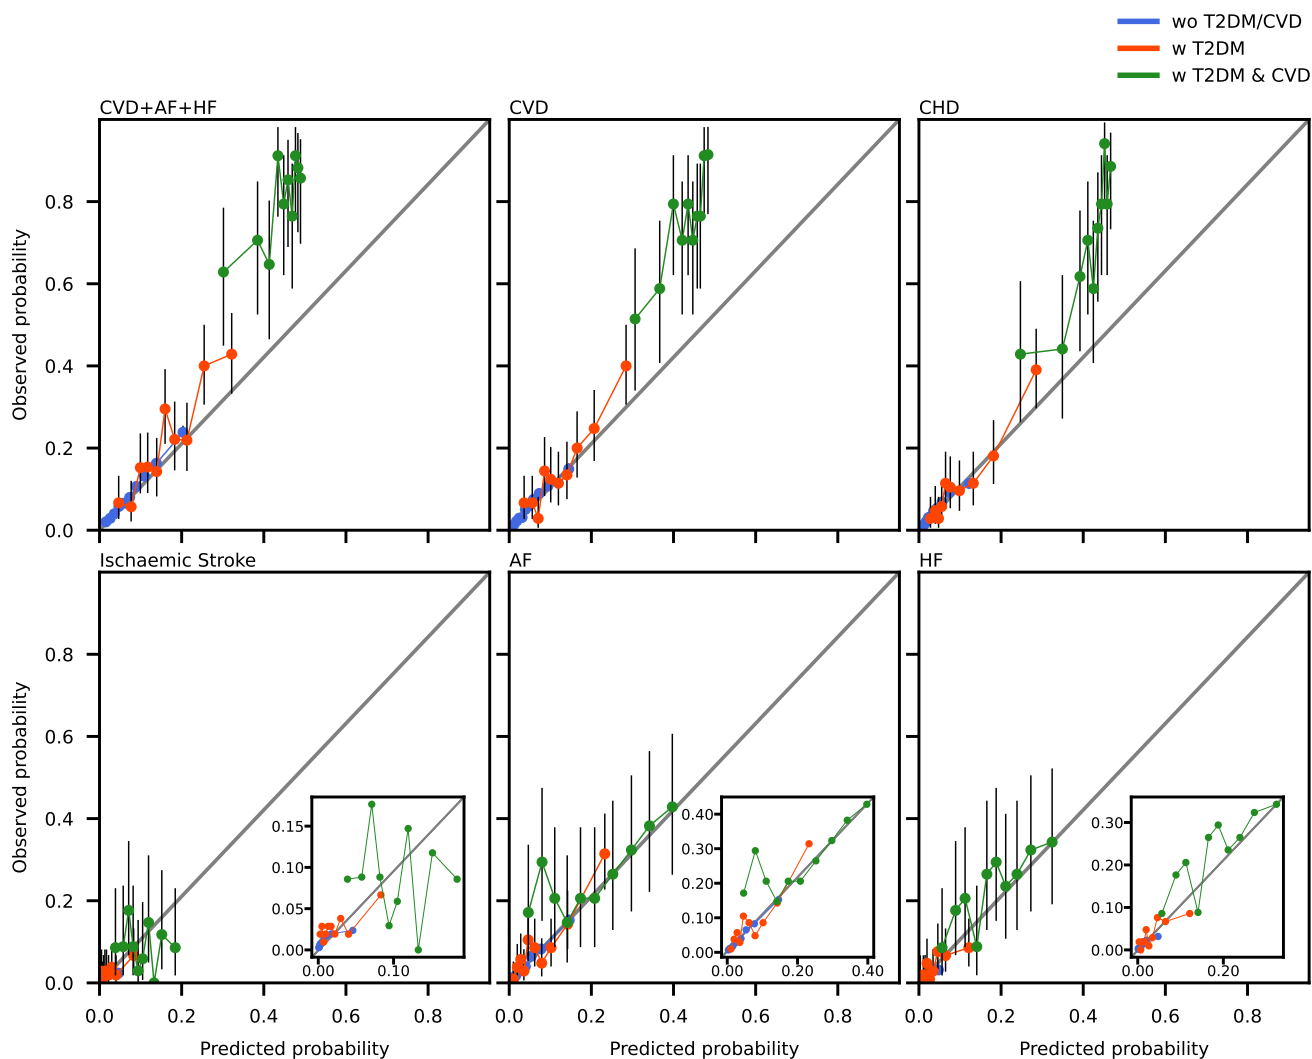 wo T2DM/CVD
w T2DM
w T2DM & CVD
CVD+AF+HF
CVD
CHD
Observed probability
0.8
0.6
0.4
0.2
0.0
Ischaemic Stroke
AF
HF
Observed probability
0.8
0.6
0.4
0.2
0.0
0.15
0.10
0.05
0.00
0.00 0.10
0.40
0.30
0.20
0.10
0.00
0.00 0.20 0.40
0.30
0.20
0.10
0.00
0.00 0.20
0.0 0.2 0.4 0.6 0.8
0.0 0.2 0.4 0.6 0.8
0.0 0.2 0.4 0.6 0.8
Predicted probability
Predicted probability
Predicted probability